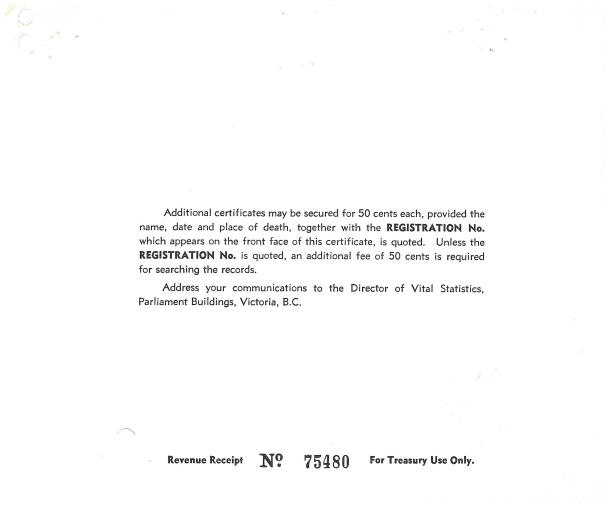 Additional certificates may be secured for 50 cents each, provided the
name, date and place of death, together with the REGISTRATION No.
which appears on the front face of this certificate, is quoted. Unless the
REGISTRATION No. is quoted, an additional fee of 50 cents is required
for searching the records.
Address your communications to the Director of Vital Statistics,
Parliament Buildings, Victoria, B.C.
Revenue Receipt Nº 75480 For Treasury Use Only.